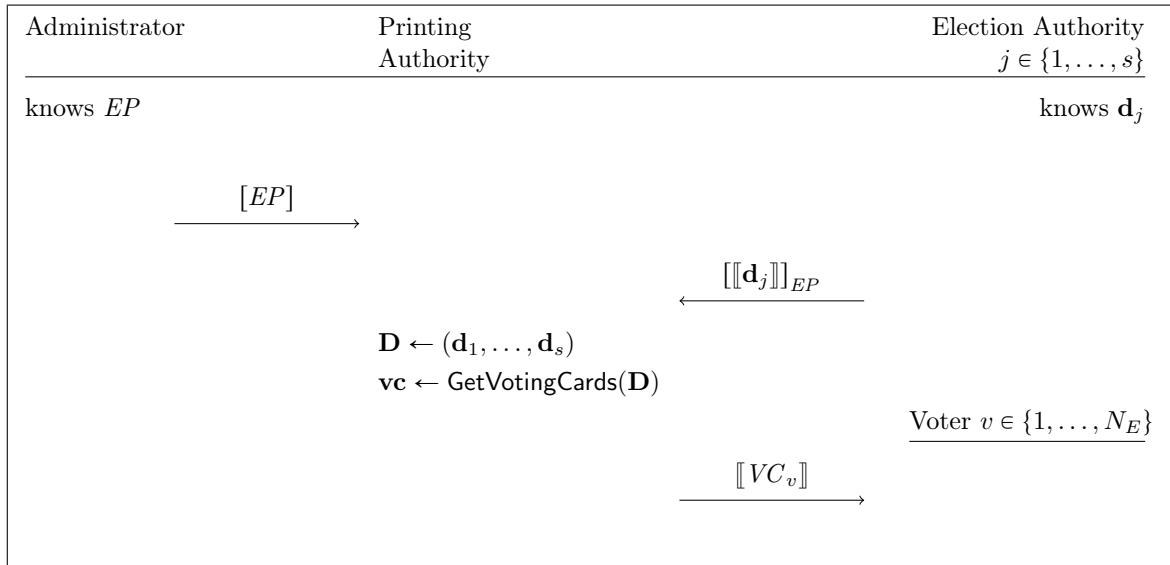 Administrator Printing Authority Election Authority
j ∈ {1, . . . , s}
knows EP knows d_j
[EP]
[⟦d_j⟧]_EP
D ← (d_1, . . . , d_s)
vc ← GetVotingCards(D)
Voter v ∈ {1, . . . , N_E}
⟦VC_v⟧